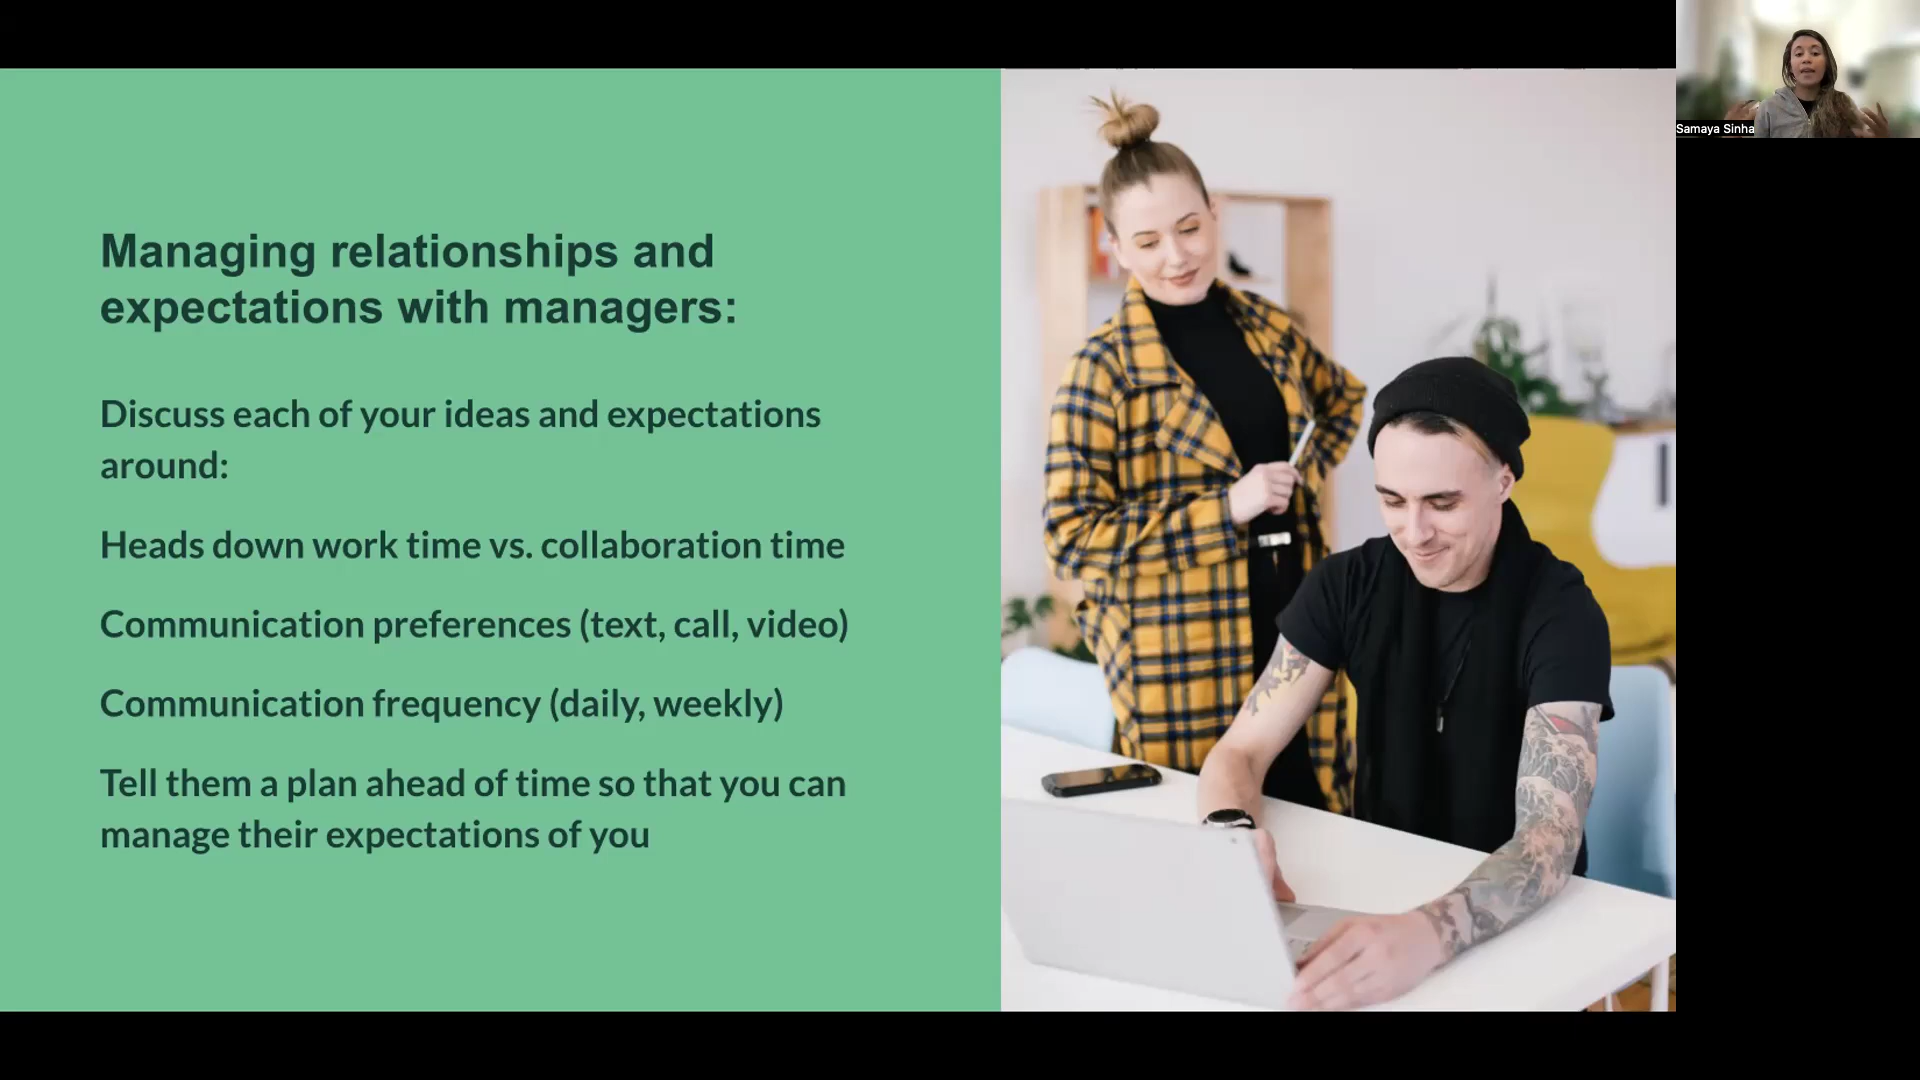 Managing relationships and
expectations with managers:
Discuss each of your ideas and expectations
around:
Heads down work time vs. collaboration time
Communication preferences (text, call, video)
Communication frequency (daily, weekly)
Tell them a plan ahead of time so that you can
manage their expectations of you
Samaya Sinha